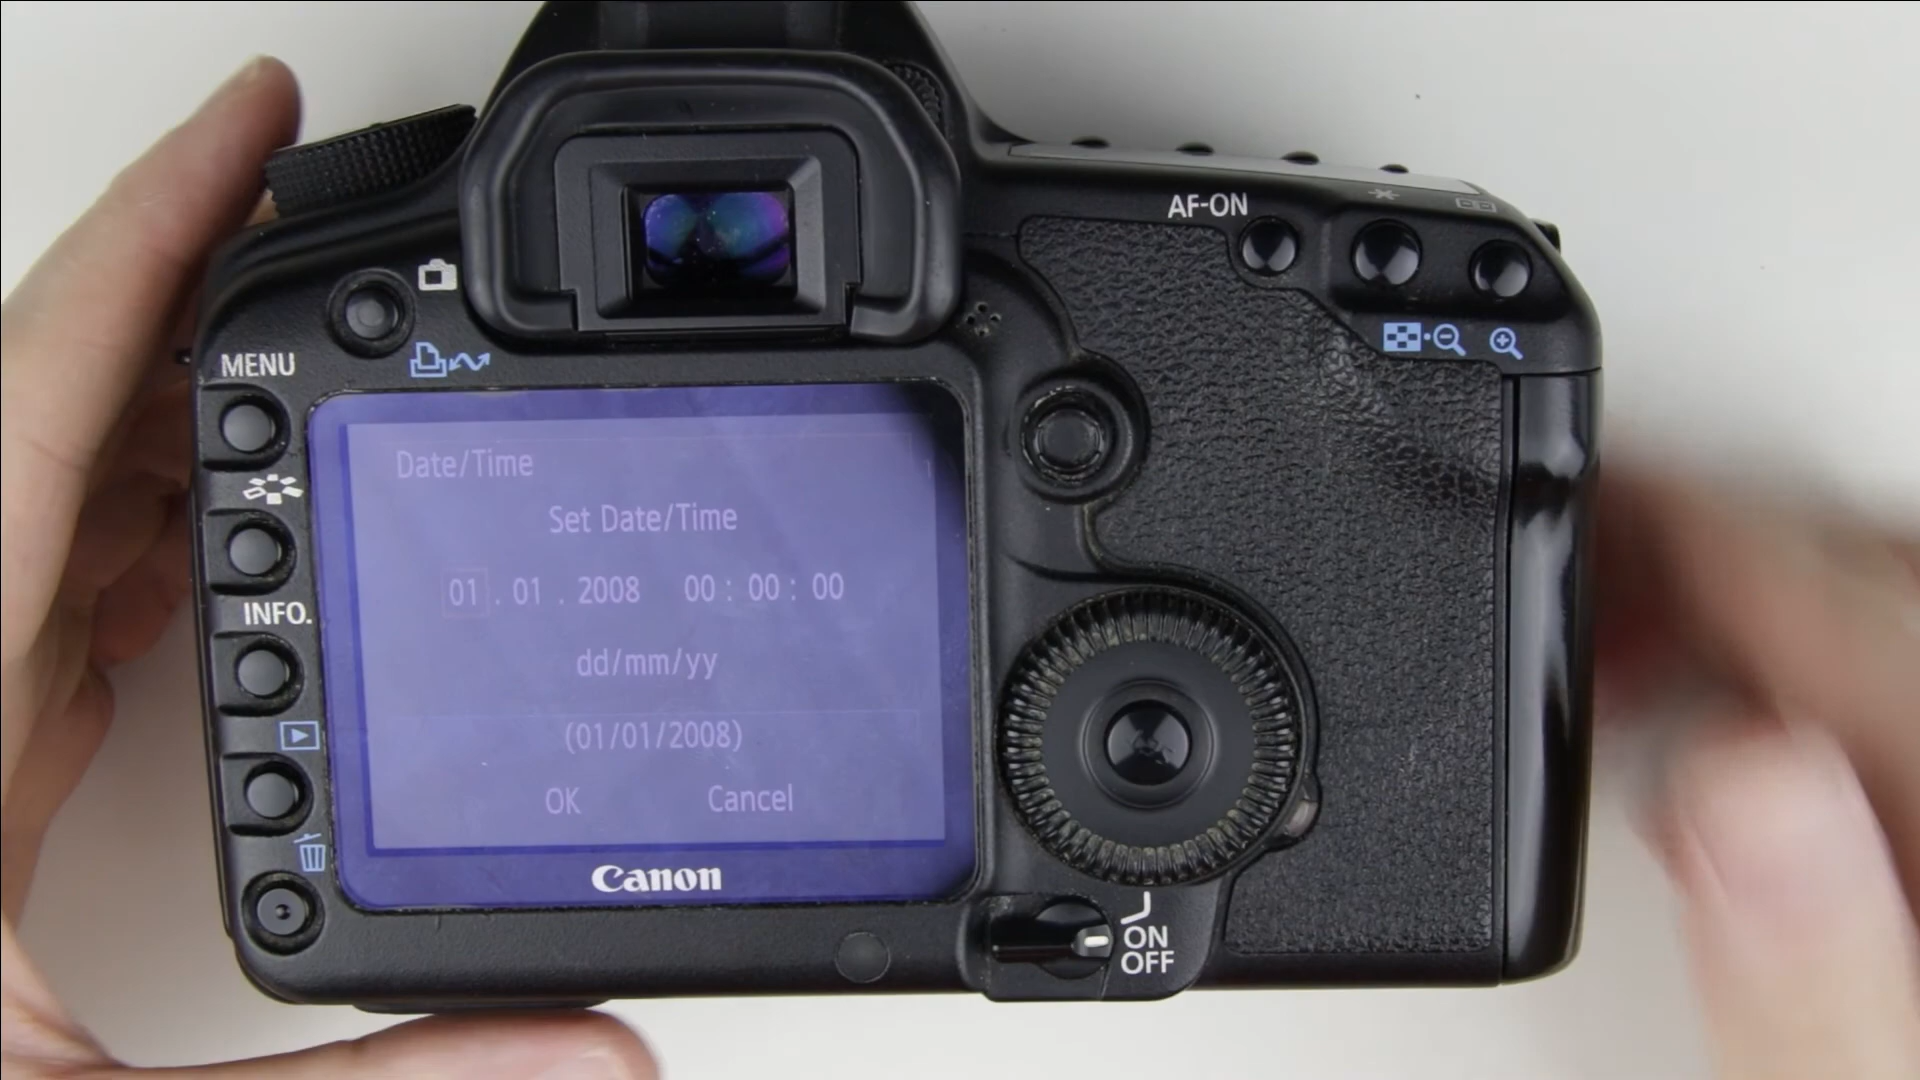 AF-ON
MENU
Date/Time
Set Date/Time
01 . 01 . 2008 00 : 00 : 00
INFO.
dd/mm/yy
(01/01/2008)
OK Cancel
Canon
ON
OFF